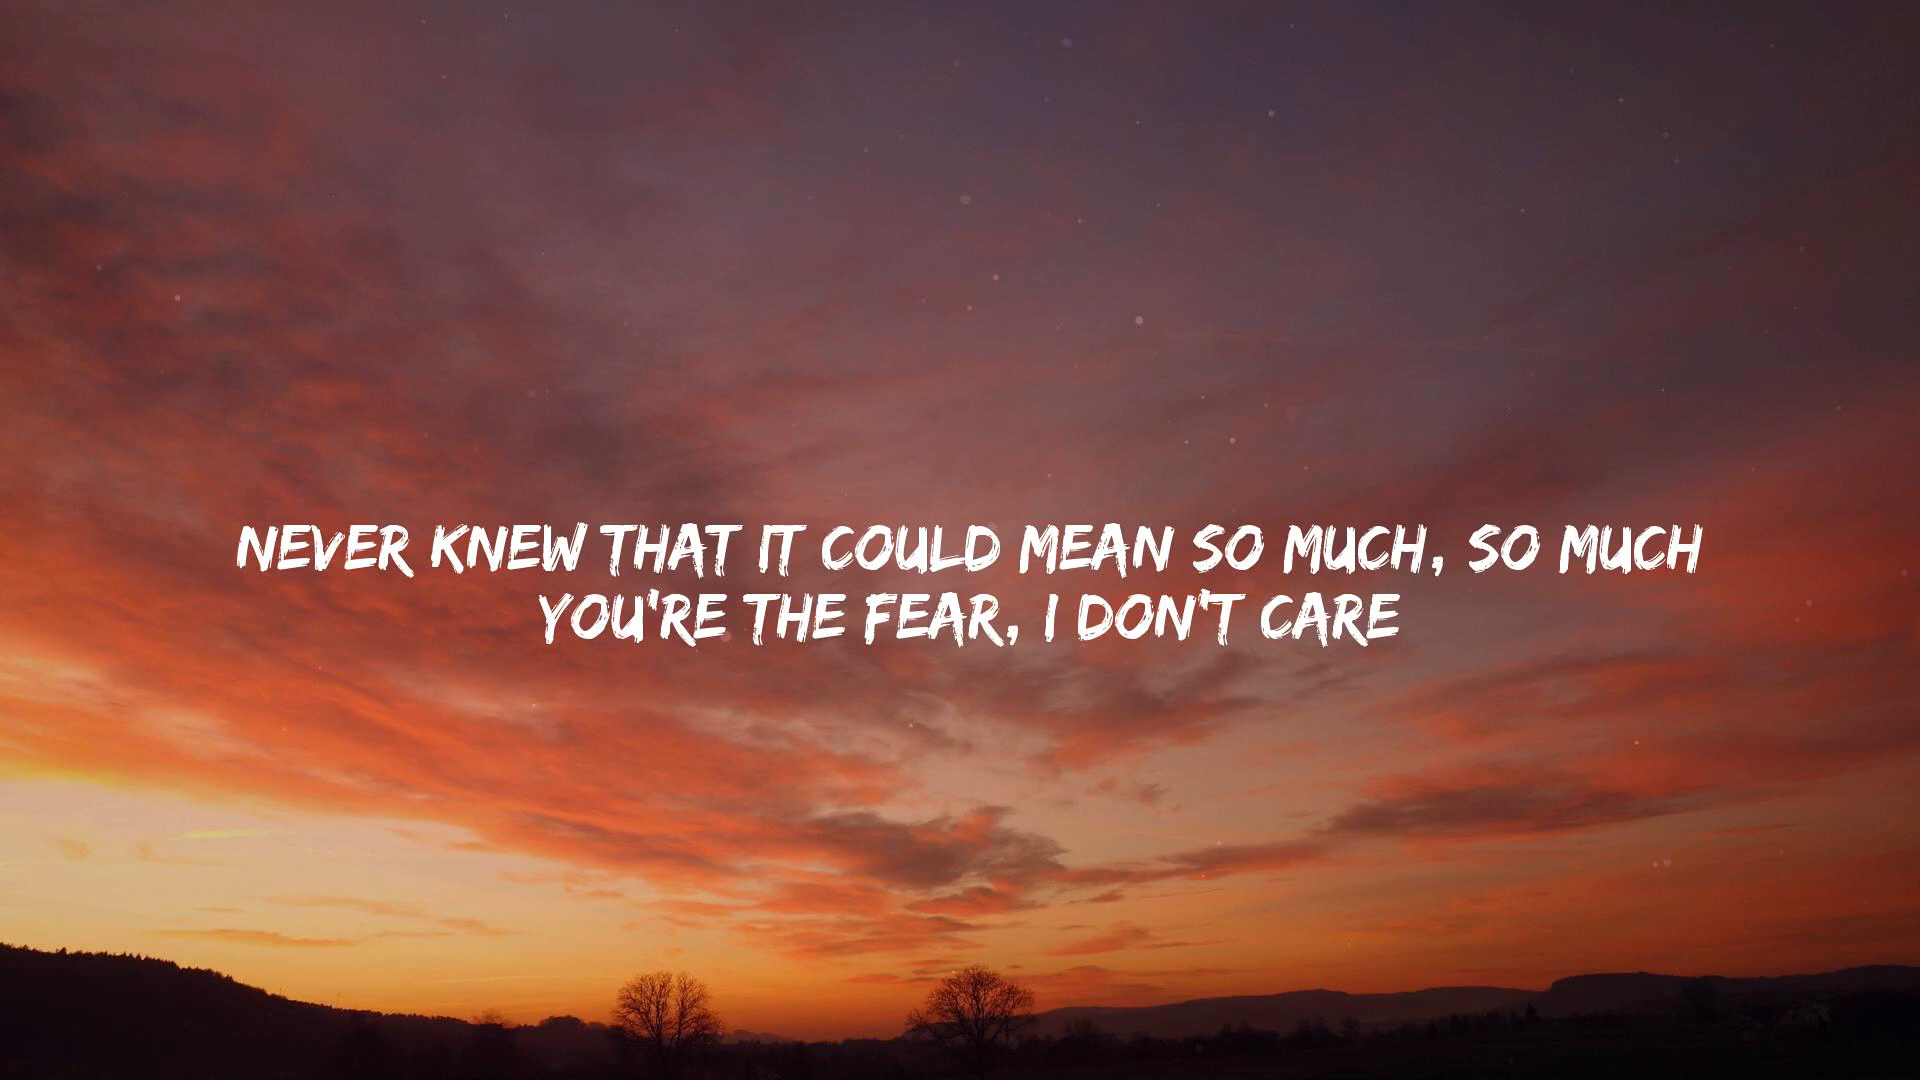 NEVER KNEW THAT IT COULD MEAN SO MUCH, SO MUCH
YOU'RE THE FEAR, I DON'T CARE